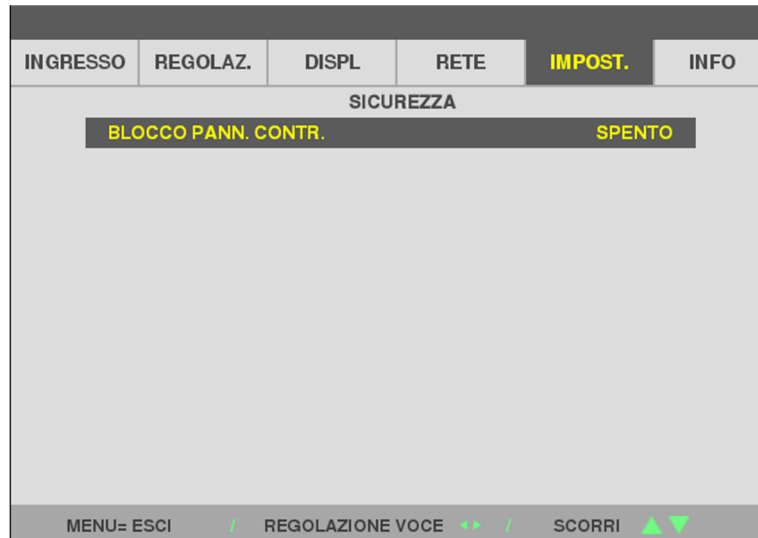 INGRESSO REGOLAZ. DISPL RETE IMPOST. INFO
SICUREZZA
BLOCCO PANN. CONTR. SPENTO
MENU= ESCI / REGOLAZIONE VOCE / SCORRI